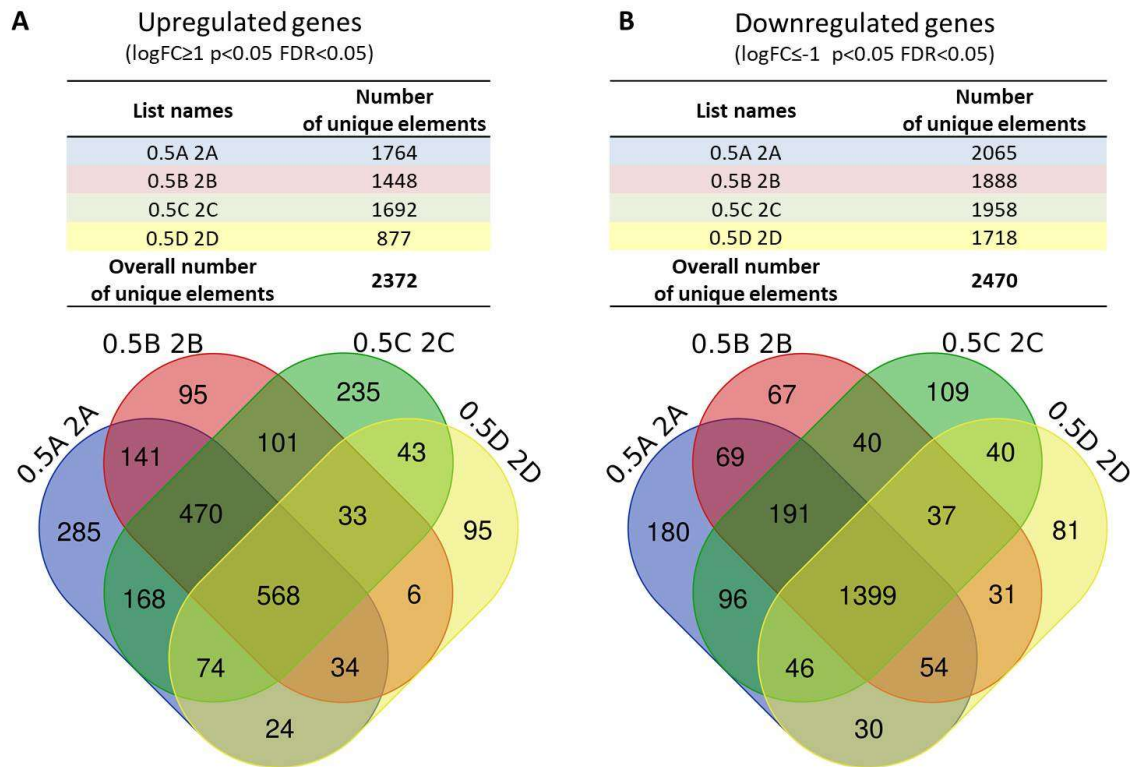 A
Upregulated genes
(logFC≥1 p<0.05 FDR<0.05)
List names
Number
of unique elements
0.5A 2A 1764
0.5B 2B 1448
0.5C 2C 1692
0.5D 2D 877
Overall number
of unique elements
2372
0.5B 2B
0.5C 2C
0.5A 2A
0.5D 2D
95
235
141
101
43
285
470
33
95
168
568
6
74
34
24
B
Downregulated genes
(logFC≤-1 p<0.05 FDR<0.05)
List names
Number
of unique elements
0.5A 2A 2065
0.5B 2B 1888
0.5C 2C 1958
0.5D 2D 1718
Overall number
of unique elements
2470
0.5B 2B
0.5C 2C
0.5A 2A
0.5D 2D
67
109
69
40
40
180
191
37
81
96
1399
31
46
54
30